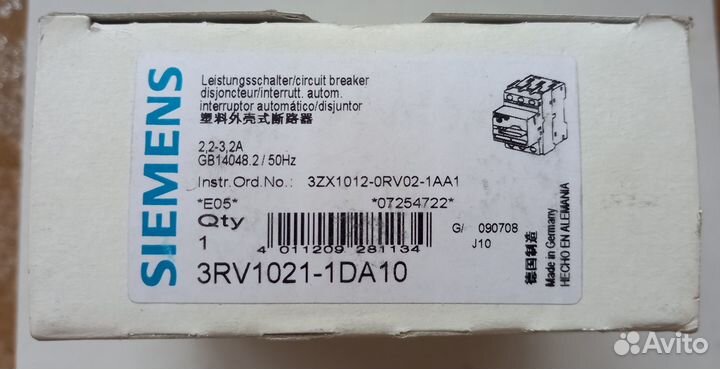 SIEMENS
Leistungsschalter/circuit breaker
disjoncteur/interrutt. autom.
interruptor automático/disjuntor
塑料外壳式断路器
2,2-3,2A
GB14048.2 / 50Hz
Instr.Ord.No.: 3ZX1012-0RV02-1AA1
*E05* *07254722*
Qty
1
4 011209 281134
G/ 090708
J10
3RV1021-1DA10
德国制造
Made in Germany
HECHO EN ALEMANIA
Avito